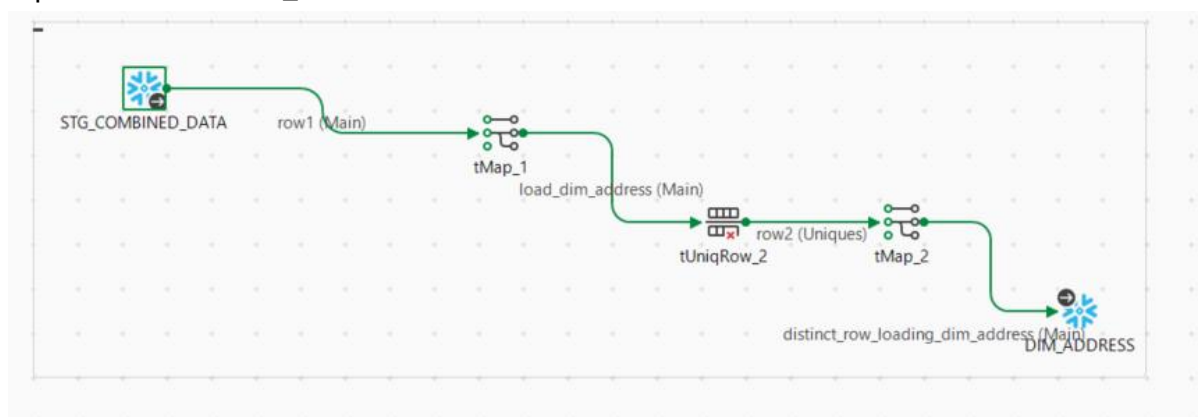 STG_COMBINED_DATA
row1 (Main)
tMap_1
load_dim_address (Main)
tUniqRow_2
row2 (Uniques)
tMap_2
distinct_row_loading_dim_address (Main)
DIM_ADDRESS